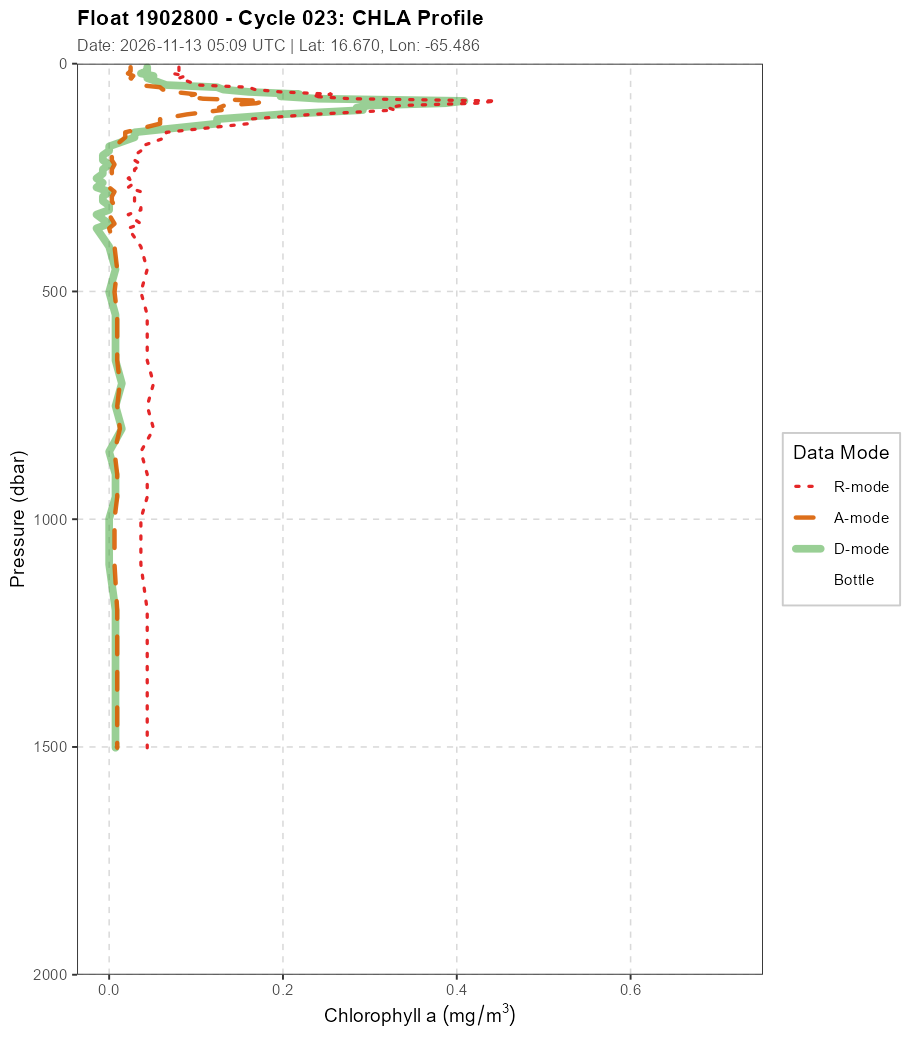 Float 1902800 - Cycle 023: CHLA Profile
Date: 2026-11-13 05:09 UTC | Lat: 16.670, Lon: -65.486
0
500
1000
1500
2000
Pressure (dbar)
0.0 0.2 0.4 0.6
Chlorophyll a (mg/m³)
Data Mode
R-mode
A-mode
D-mode
Bottle